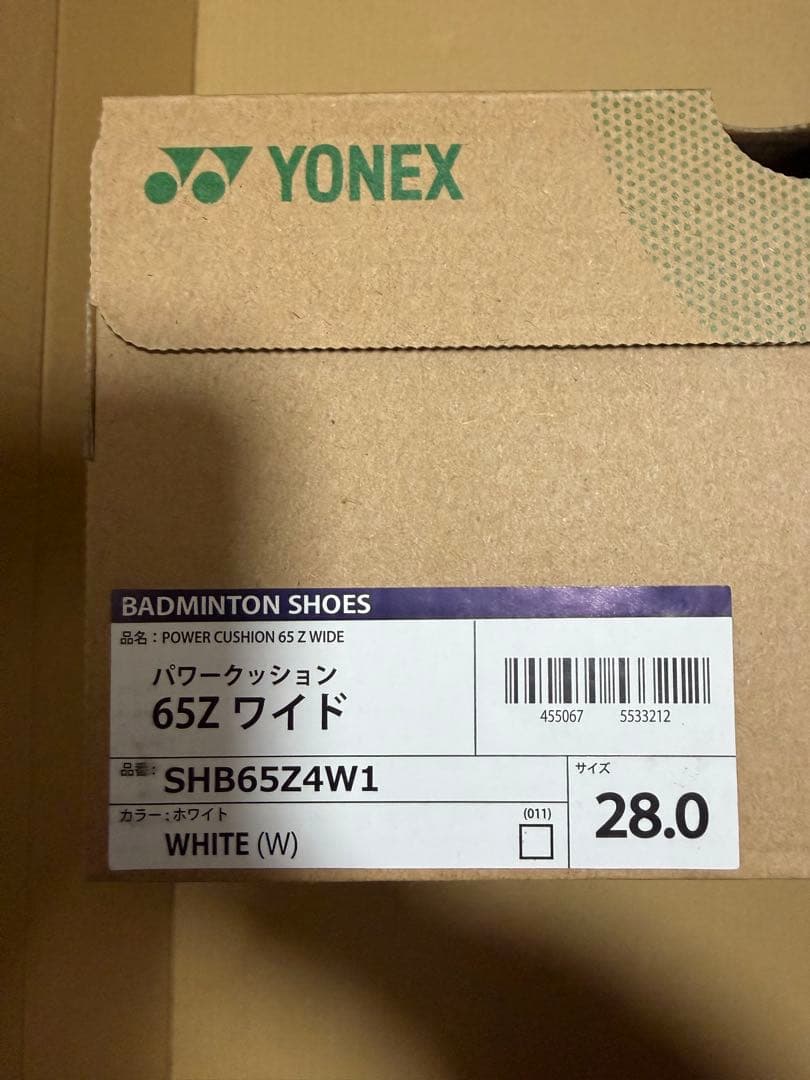 YONEX
BADMINTON SHOES
品名：POWER CUSHION 65 Z WIDE
パワークッション
65Z ワイド
455067 5533212
品番：SHB65Z4W1
サイズ
28.0
カラー：ホワイト
WHITE (W)
(011)